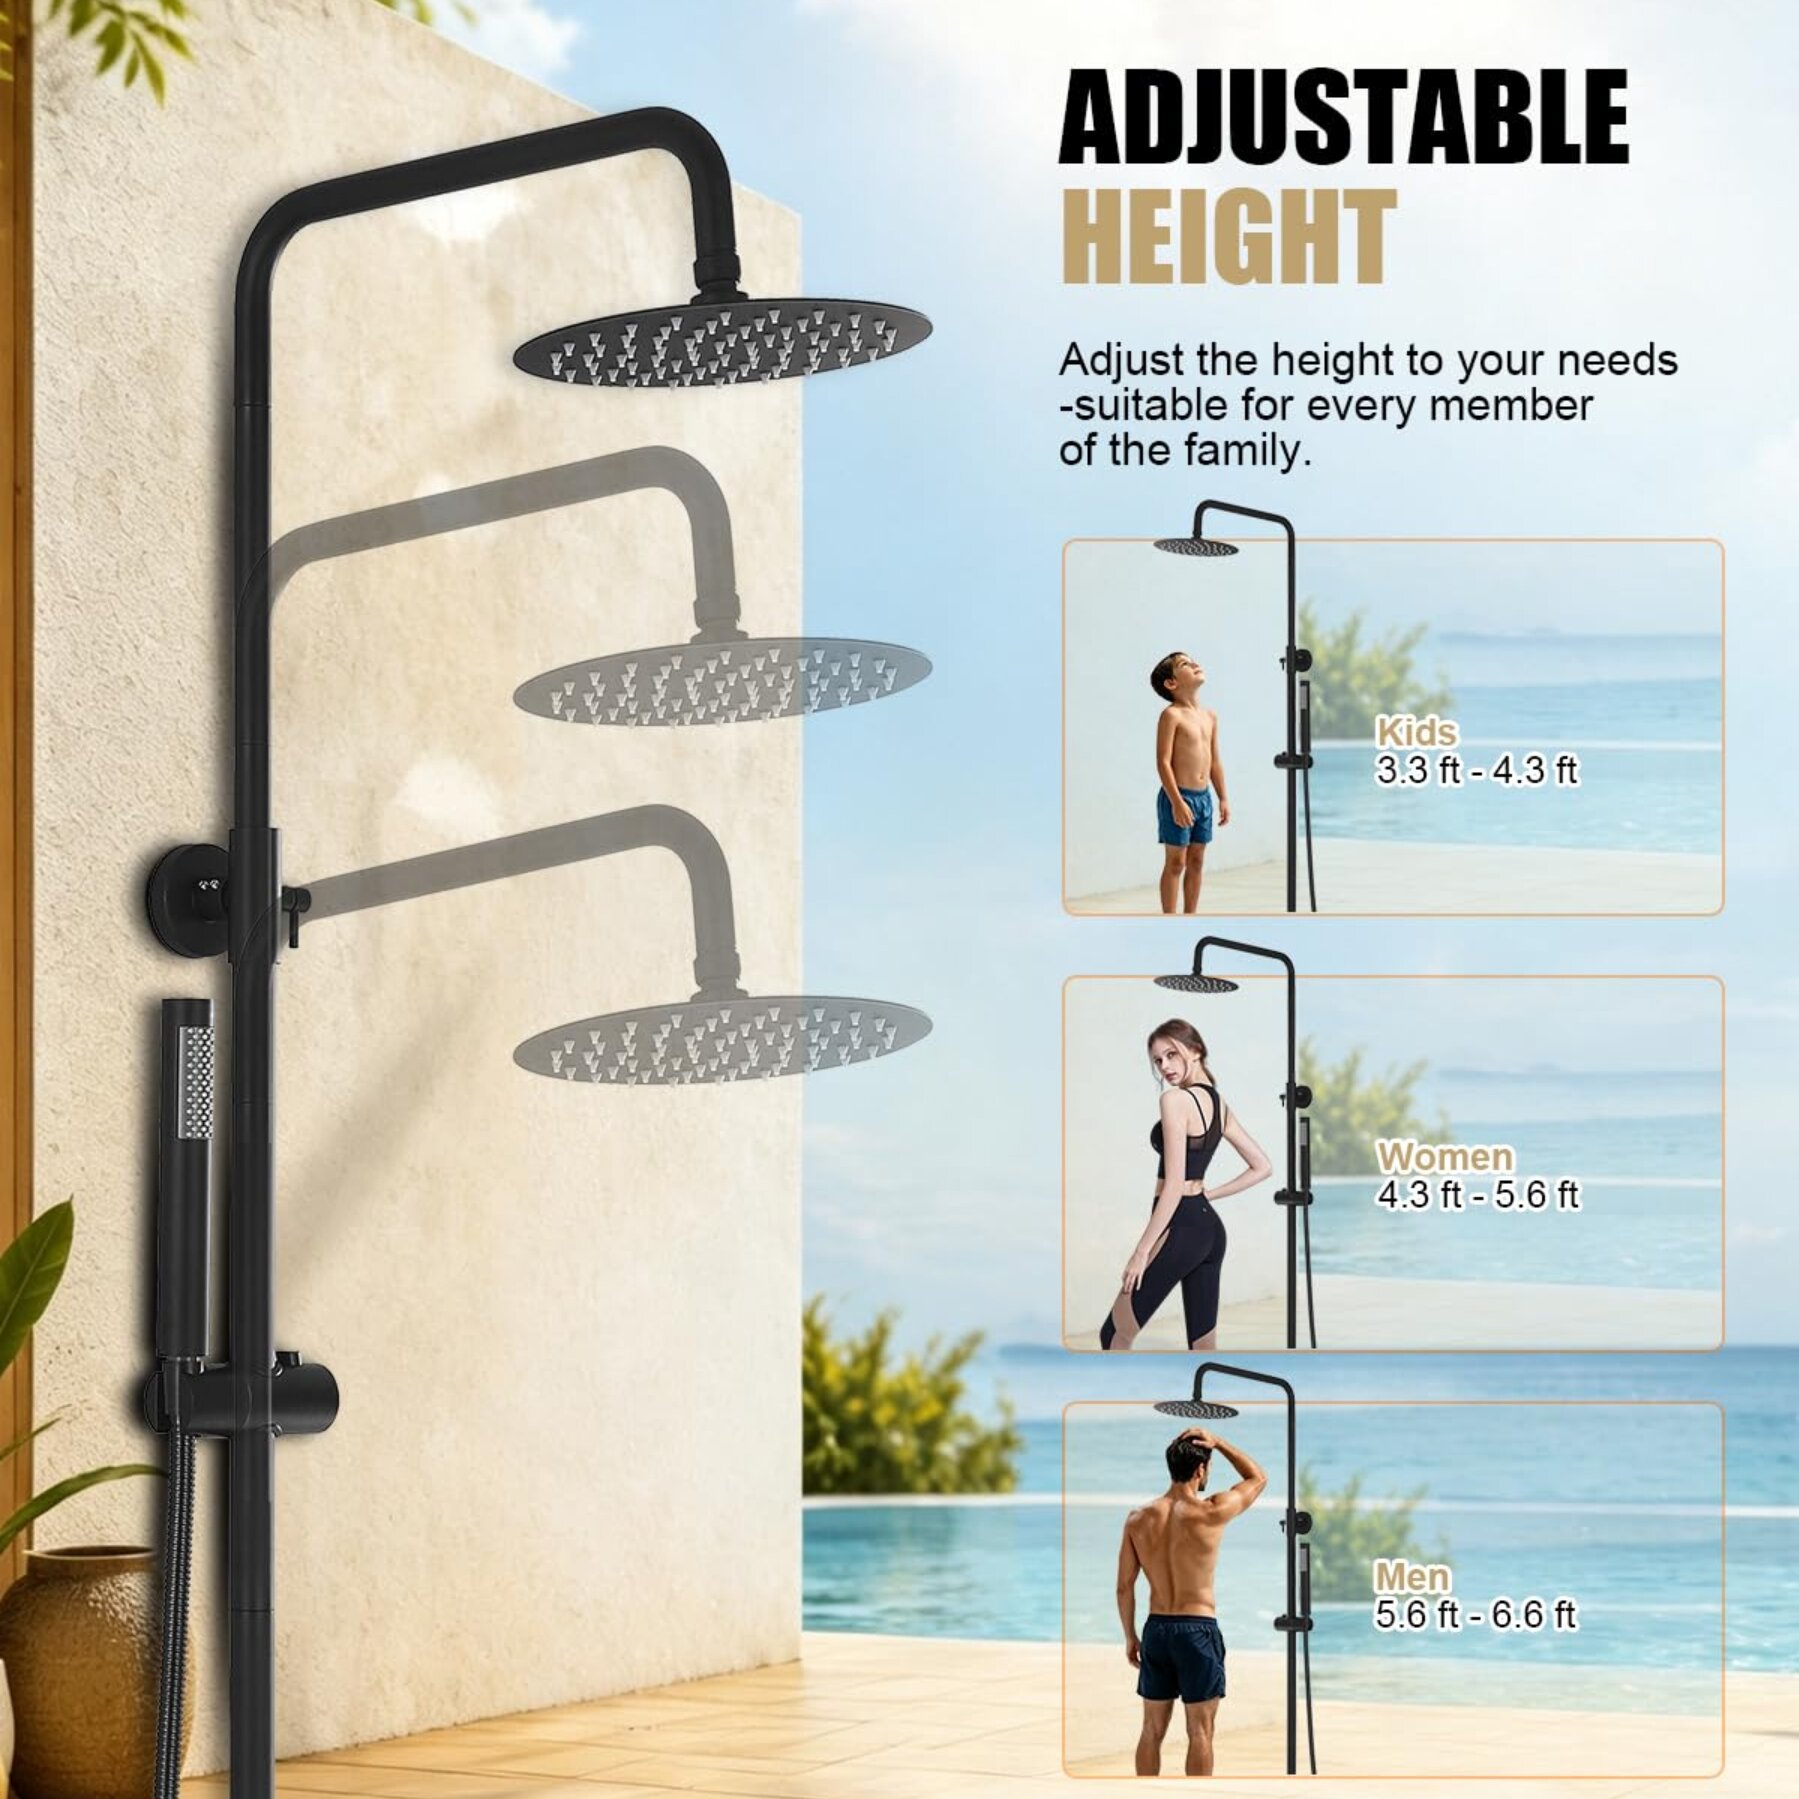 ADJUSTABLE
HEIGHT
Adjust the height to your needs
-suitable for every member
of the family.
Kids
3.3 ft - 4.3 ft
Women
4.3 ft - 5.6 ft
Men
5.6 ft - 6.6 ft